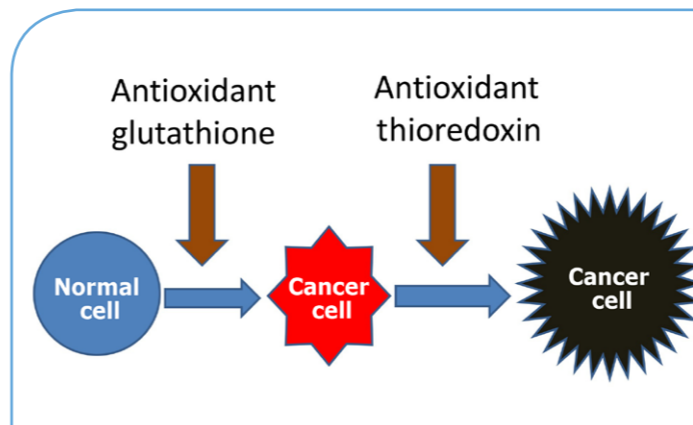 Antioxidant
glutathione
Antioxidant
thioredoxin
Normal
cell
Cancer
cell
Cancer
cell